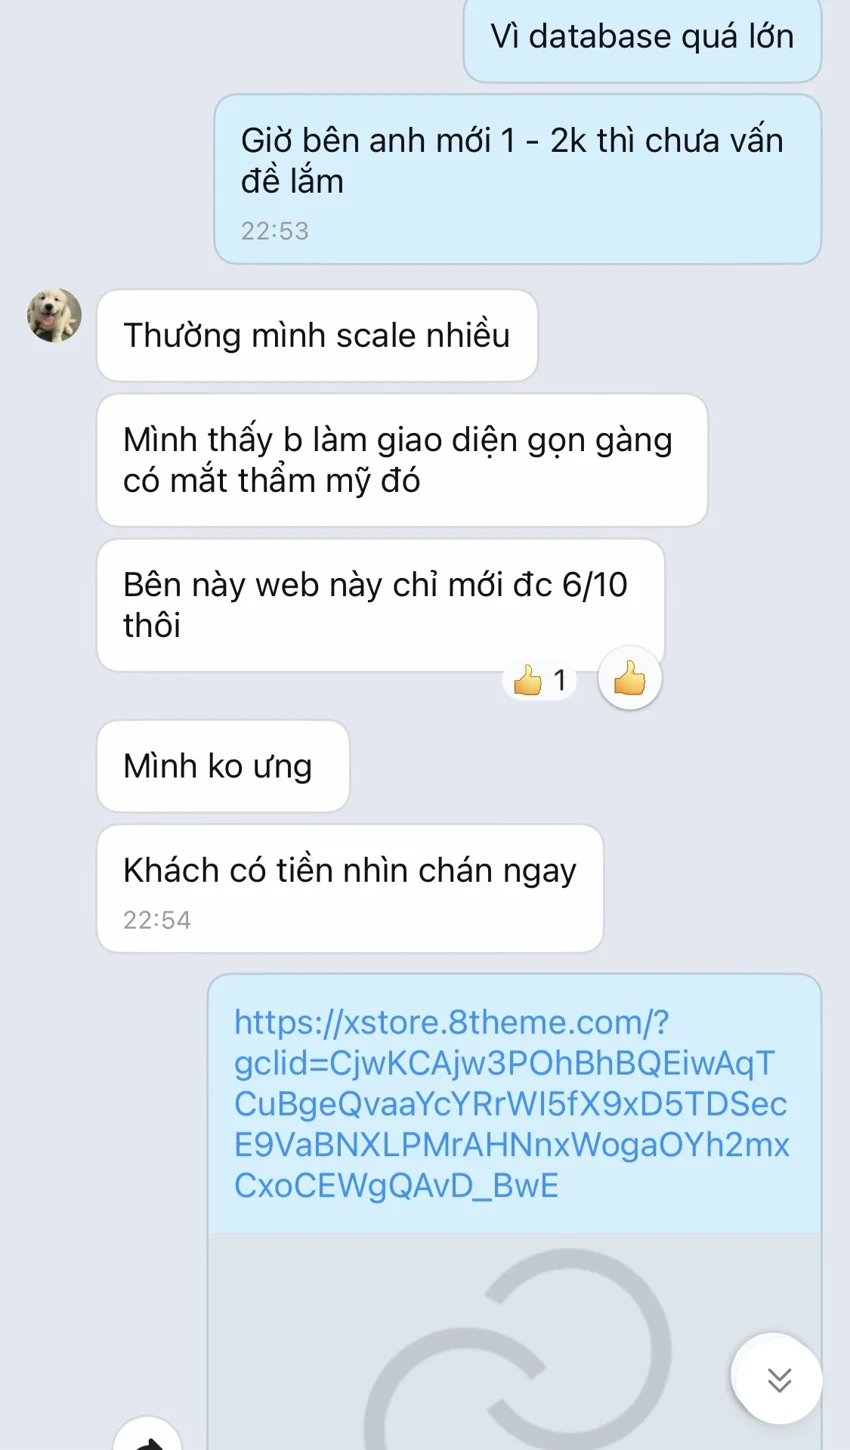 Vì database quá lớn
Giờ bên anh mới 1 - 2k thì chưa vấn
đề lắm
22:53
Thường mình scale nhiều
Mình thấy b làm giao diện gọn gàng
có mắt thẩm mỹ đó
Bên này web này chỉ mới đc 6/10
thôi
1
Mình ko ưng
Khách có tiền nhìn chán ngay
22:54
https://xstore.8theme.com/?
gclid=CjwKCAjw3POhBhBQEiwAqT
CuBgeQvaaYcYRrWI5fX9xD5TDSec
E9VaBNXLPMrAHNnxWogaOYh2mx
CxoCEWgQAvD_BwE